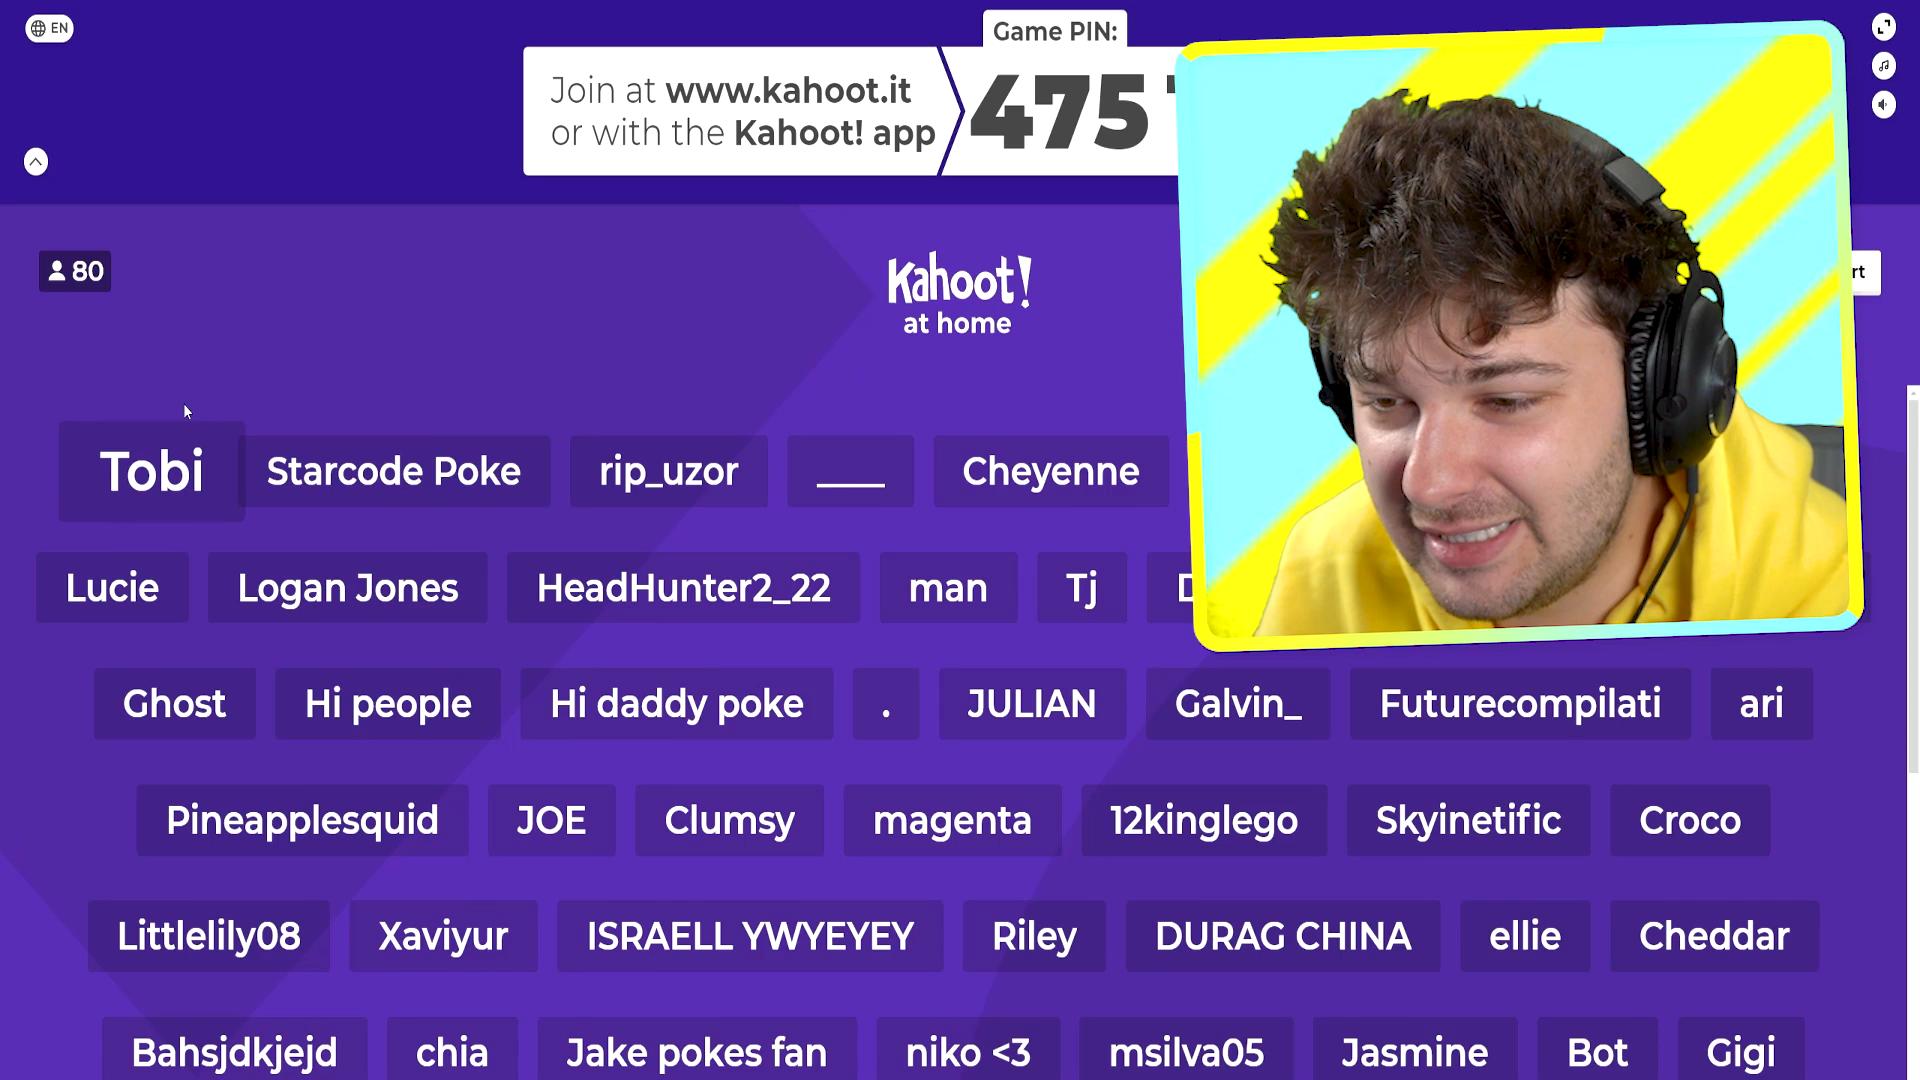 EN
Game PIN:
Join at www.kahoot.it
or with the Kahoot! app
475
80
Kahoot!
at home
rt
Tobi Starcode Poke rip_uzor ____ Cheyenne
Lucie Logan Jones HeadHunter2_22 man Tj
Ghost Hi people Hi daddy poke . JULIAN Galvin_ Futurecompilati ari
Pineapplesquid JOE Clumsy magenta 12kinglego Skyinetific Croco
Littlelily08 Xaviyur ISRAELL YWYEYEY Riley DURAG CHINA ellie Cheddar
Bahsjdkjejd chia Jake pokes fan niko <3 msilva05 Jasmine Bot Gigi